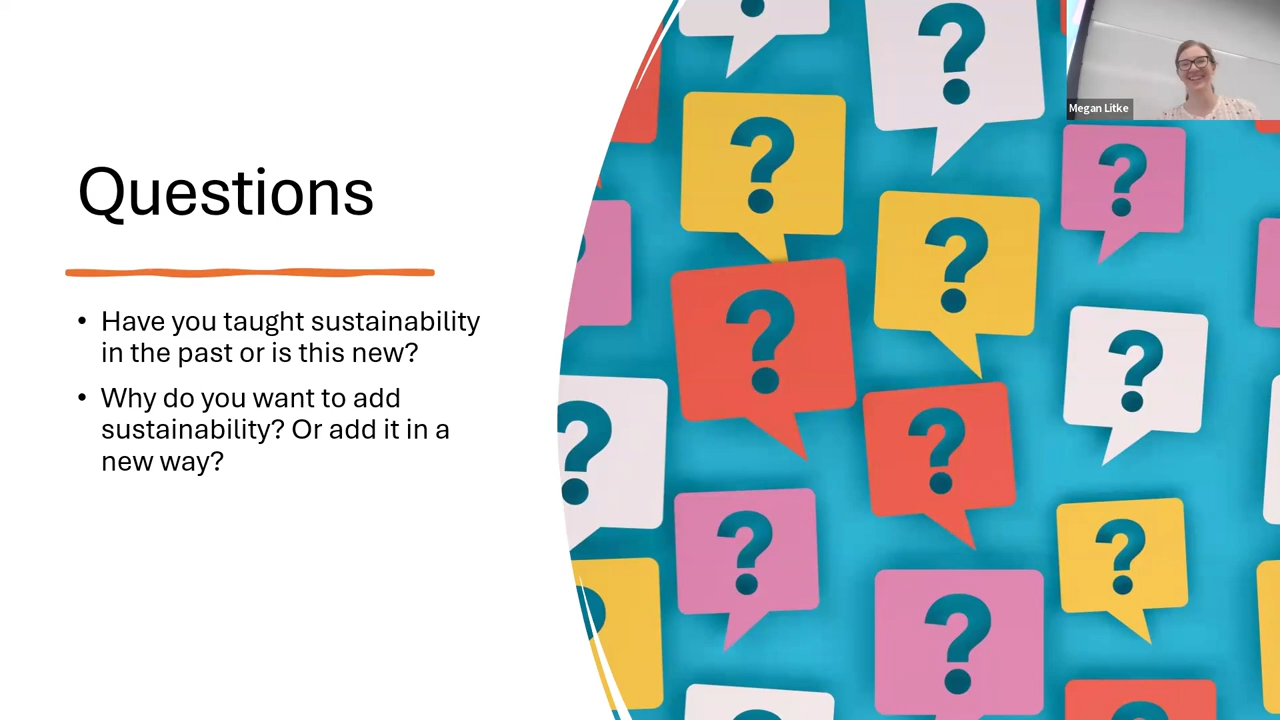 Questions
• Have you taught sustainability
in the past or is this new?
• Why do you want to add
sustainability? Or add it in a
new way?
Megan Litke